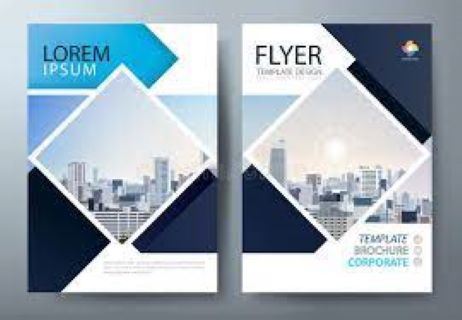 LOREM
IPSUM
FLYER
TEMPLATE DESIGN
TEMPLATE
BROCHURE
CORPORATE